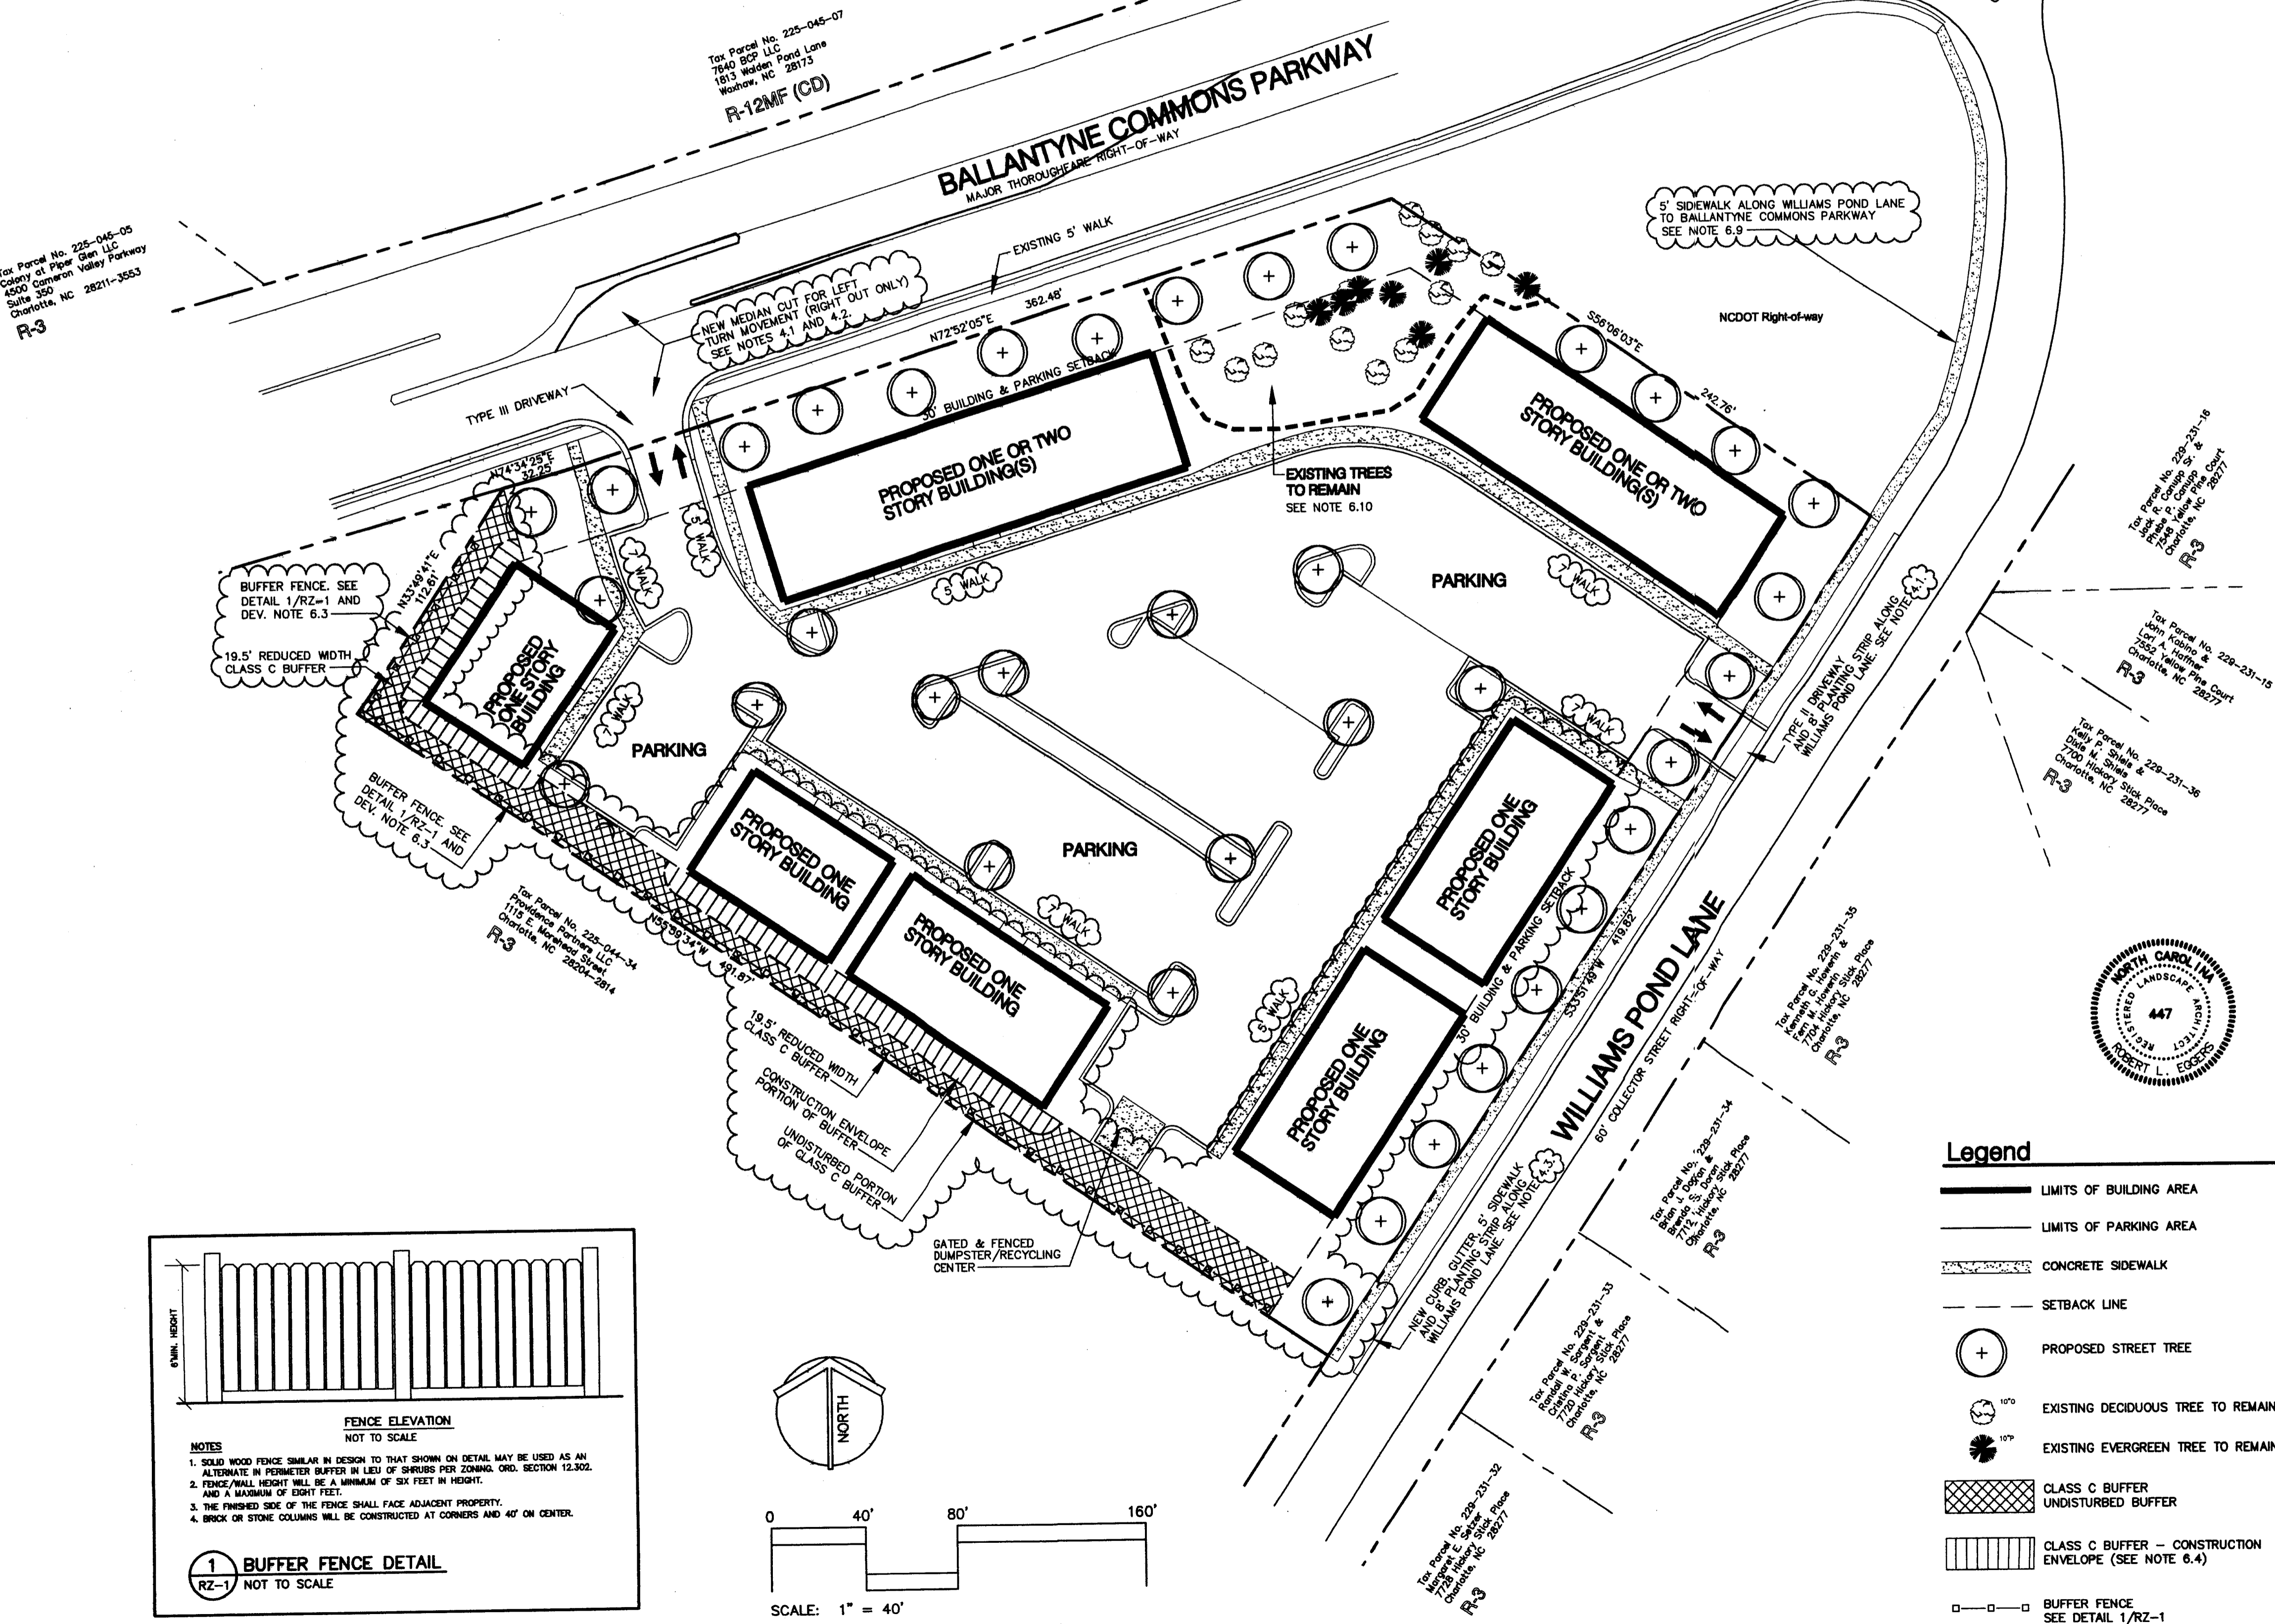 Tax Parcel No. 225-045-07
7640 BCP LLC
1813 Walden Pond Lane
Waxhaw, NC 28173
R-12MF (CD)
Tax Parcel No. 225-045-05
Colony at Piper Glen LLC
4500 Cameron Valley Parkway
Suite 350
Charlotte, NC 28211-3553
R-3
BALLANTYNE COMMONS PARKWAY
MAJOR THOROUGHFARE RIGHT-OF-WAY
EXISTING 5' WALK
5' SIDEWALK ALONG WILLIAMS POND LANE
TO BALLANTYNE COMMONS PARKWAY
SEE NOTE 6.9
NCDOT Right-of-way
NEW MEDIAN CUT FOR LEFT
TURN MOVEMENT (RIGHT OUT ONLY)
SEE NOTES 4.1 AND 4.2.
362.48'
N72°52'05"E
30' BUILDING & PARKING SETBACK
S56°06'03"E
242.76'
TYPE III DRIVEWAY
N74°34'25"E
32.25'
PROPOSED ONE OR TWO
STORY BUILDING(S)
PROPOSED ONE OR TWO
STORY BUILDING(S)
EXISTING TREES
TO REMAIN
SEE NOTE 6.10
5' WALK
7' WALK
5' WALK
7' WALK
PARKING
N33°49'41"E
112.61'
BUFFER FENCE. SEE
DETAIL 1/RZ-1 AND
DEV. NOTE 6.3
19.5' REDUCED WIDTH
CLASS C BUFFER
PROPOSED
ONE STORY
BUILDING
7' WALK
PARKING
7' WALK
TYPE II DRIVEWAY
AND 8' PLANTING STRIP ALONG
WILLIAMS POND LANE. SEE NOTE 4.1.
BUFFER FENCE. SEE
DETAIL 1/RZ-1 AND
DEV. NOTE 6.3
PROPOSED ONE
STORY BUILDING
PROPOSED ONE
STORY BUILDING
PARKING
7' WALK
5' WALK
PROPOSED ONE
STORY BUILDING
PROPOSED ONE
STORY BUILDING
30' BUILDING & PARKING SETBACK
S33°51'49"W
419.82'
WILLIAMS POND LANE
60' COLLECTOR STREET RIGHT-OF-WAY
Tax Parcel No. 225-044-34
Providence Partners LLC
1115 E. Morehead Street
Charlotte, NC 28204-2814
R-3
N55°59'34"W
491.87'
19.5' REDUCED WIDTH
CLASS C BUFFER
CONSTRUCTION ENVELOPE
PORTION OF BUFFER
UNDISTURBED PORTION
OF CLASS C BUFFER
GATED & FENCED
DUMPSTER/RECYCLING
CENTER
NEW CURB, GUTTER, 5' SIDEWALK
AND 8' PLANTING STRIP ALONG
WILLIAMS POND LANE. SEE NOTE 4.3.
Tax Parcel No. 229-231-16
Jack R. Canupp Sr. &
Phebe P. Canupp
7548 Yellow Pine Court
Charlotte, NC 28277
R-3
Tax Parcel No. 229-231-15
John Kabino &
Lori A. Haffner
7552 Yellow Pine Court
Charlotte, NC 28277
R-3
Tax Parcel No. 229-231-36
Kelly P. Shiels &
Dixie M. Shiels
7700 Hickory Stick Place
Charlotte, NC 28277
R-3
Tax Parcel No. 229-231-35
Kenneth G. Howerin &
Fern M. Howerin
7704 Hickory Stick Place
Charlotte, NC 28277
R-3
Tax Parcel No. 229-231-34
Brian J. Doran &
Brenda S. Doran
7712 Hickory Stick Place
Charlotte, NC 28277
R-3
Tax Parcel No. 229-231-33
Randall W. Sargent &
Cristina P. Sargent
7720 Hickory Stick Place
Charlotte, NC 28277
R-3
Tax Parcel No. 229-231-32
Margaret E. Setzer
7728 Hickory Stick Place
Charlotte, NC 28277
R-3
NORTH CAROLINA
REGISTERED LANDSCAPE ARCHITECT
447
ROBERT L. EGGERS
Legend
LIMITS OF BUILDING AREA
LIMITS OF PARKING AREA
CONCRETE SIDEWALK
SETBACK LINE
PROPOSED STREET TREE
10"D
EXISTING DECIDUOUS TREE TO REMAIN
10"P
EXISTING EVERGREEN TREE TO REMAIN
CLASS C BUFFER
UNDISTURBED BUFFER
CLASS C BUFFER - CONSTRUCTION
ENVELOPE (SEE NOTE 6.4)
BUFFER FENCE
SEE DETAIL 1/RZ-1
6'MIN. HEIGHT
FENCE ELEVATION
NOT TO SCALE
NOTES
1. SOLID WOOD FENCE SIMILAR IN DESIGN TO THAT SHOWN ON DETAIL MAY BE USED AS AN
ALTERNATE IN PERIMETER BUFFER IN LIEU OF SHRUBS PER ZONING. ORD. SECTION 12.302.
2. FENCE/WALL HEIGHT WILL BE A MINIMUM OF SIX FEET IN HEIGHT.
AND A MAXIMUM OF EIGHT FEET.
3. THE FINISHED SIDE OF THE FENCE SHALL FACE ADJACENT PROPERTY.
4. BRICK OR STONE COLUMNS WILL BE CONSTRUCTED AT CORNERS AND 40' ON CENTER.
1
RZ-1
BUFFER FENCE DETAIL
NOT TO SCALE
NORTH
0 40' 80' 160'
SCALE: 1" = 40'